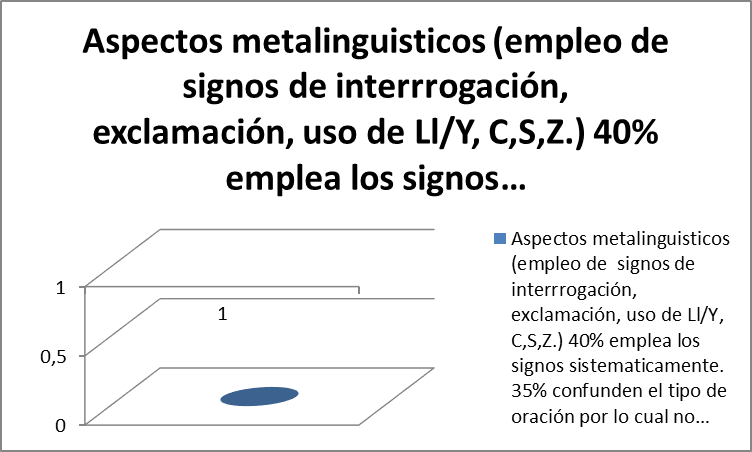 Aspectos metalinguisticos (empleo de
signos de interrrogación,
exclamación, uso de Ll/Y, C,S,Z.) 40%
emplea los signos...
1
0,5
0
1
Aspectos metalinguisticos
(empleo de  signos de
interrrogación,
exclamación, uso de Ll/Y,
C,S,Z.) 40% emplea los
signos sistematicamente.
35% confunden el tipo de
oración por lo cual no...